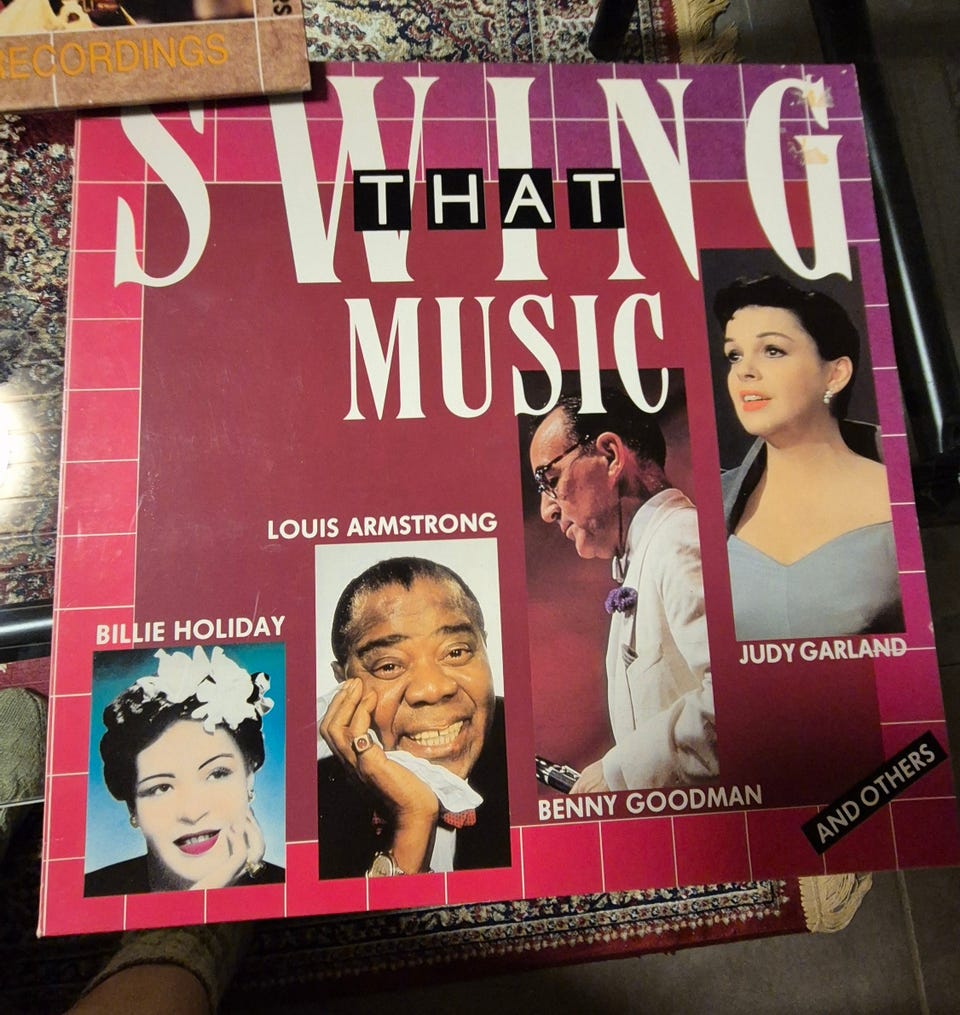 RECORDINGS
SWING
THAT
MUSIC
LOUIS ARMSTRONG
BILLIE HOLIDAY
JUDY GARLAND
BENNY GOODMAN
AND OTHERS